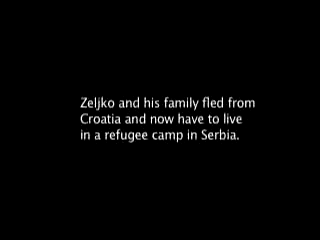 Zeljko and his family fled from
Croatia and now have to live
in a refugee camp in Serbia.